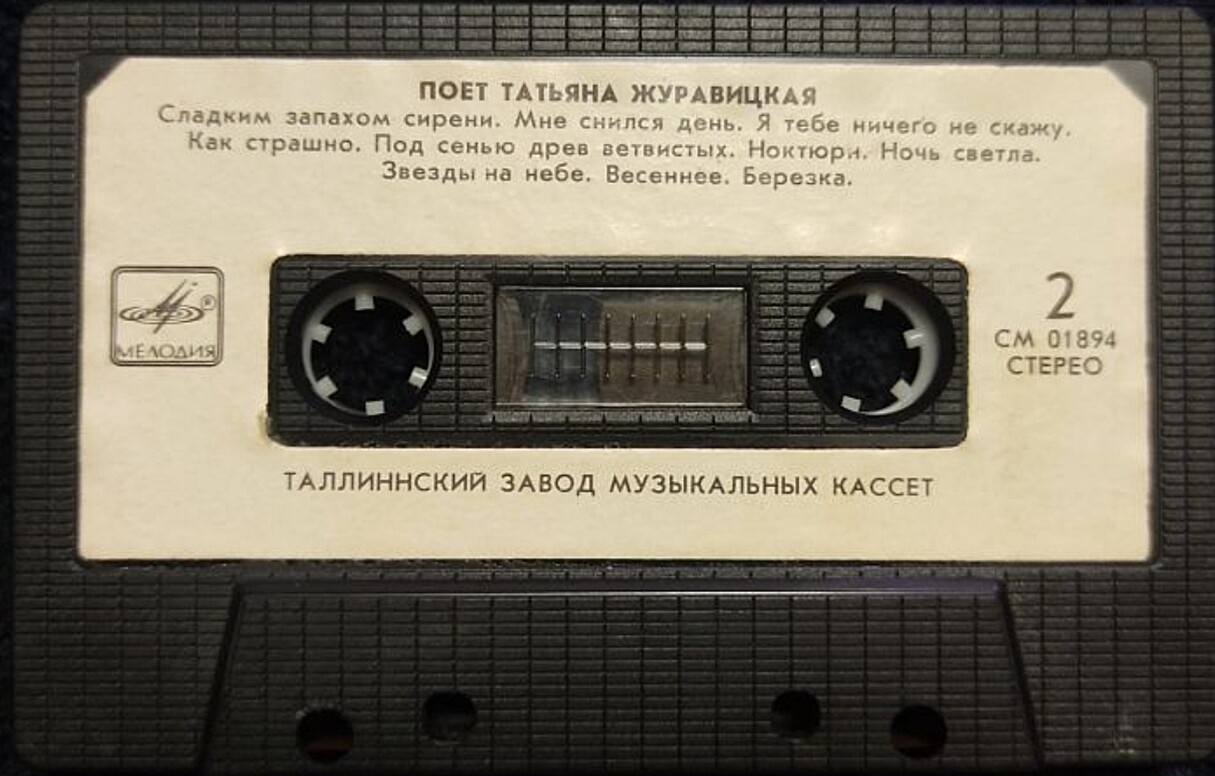 ПОЕТ ТАТЬЯНА ЖУРАВИЦКАЯ
Сладким запахом сирени. Мне снился день. Я тебе ничего не скажу.
Как страшно. Под сенью древ ветвистых. Ноктюрн. Ночь светла.
Звезды на небе. Весеннее. Березка.
МЕЛОДИЯ
®
2
СМ 01894
СТЕРЕО
ТАЛЛИННСКИЙ ЗАВОД МУЗЫКАЛЬНЫХ КАССЕТ